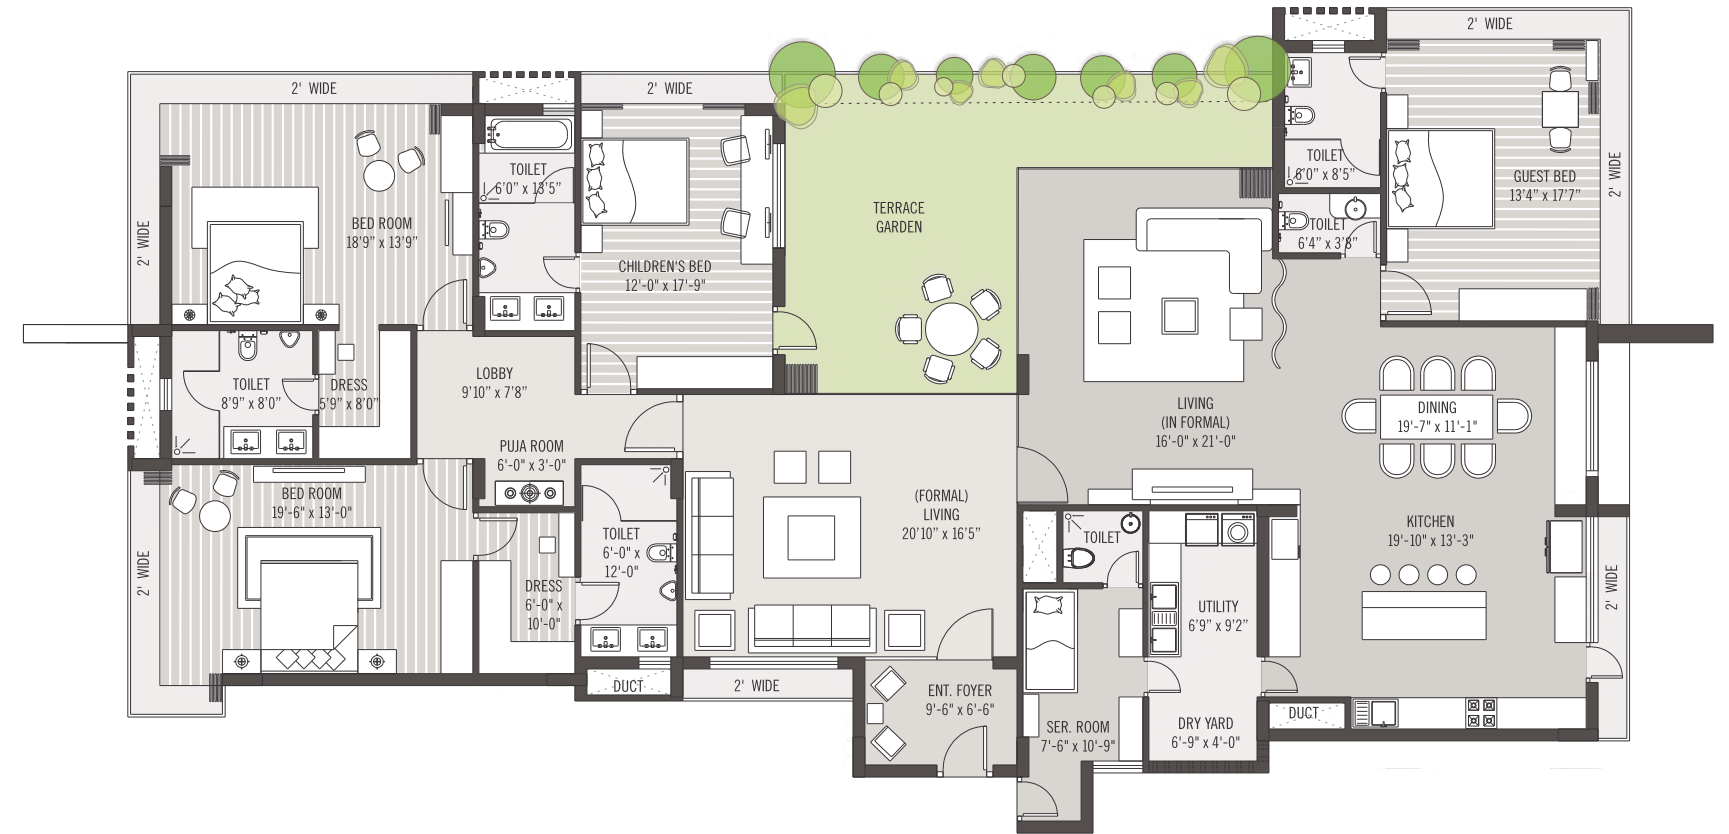 2' WIDE
2' WIDE
2' WIDE
TOILET
6'0” x 13'5”
TOILET
6'0” x 8'5”
GUEST BED
13'4” x 17'7”
2' WIDE
BED ROOM
18'9” x 13'9”
2' WIDE
TERRACE
GARDEN
TOILET
6'4” x 3'8”
CHILDREN'S BED
12'-0" x 17'-9"
LOBBY
9'10” x 7'8”
TOILET
8'9” x 8'0”
DRESS
5'9” x 8'0”
LIVING
(IN FORMAL)
16'-0" x 21'-0"
DINING
19'-7" x 11'-1"
PUJA ROOM
6'-0" x 3'-0"
BED ROOM
19'-6" x 13'-0"
(FORMAL)
LIVING
20'10” x 16'5”
TOILET
6'-0" x
12'-0"
TOILET
KITCHEN
19'-10" x 13'-3"
2' WIDE
DRESS
6'-0" x
10'-0"
UTILITY
6'9” x 9'2”
2' WIDE
DUCT
2' WIDE
ENT. FOYER
9'-6" x 6'-6"
SER. ROOM
7'-6" x 10'-9"
DRY YARD
6'-9" x 4'-0"
DUCT